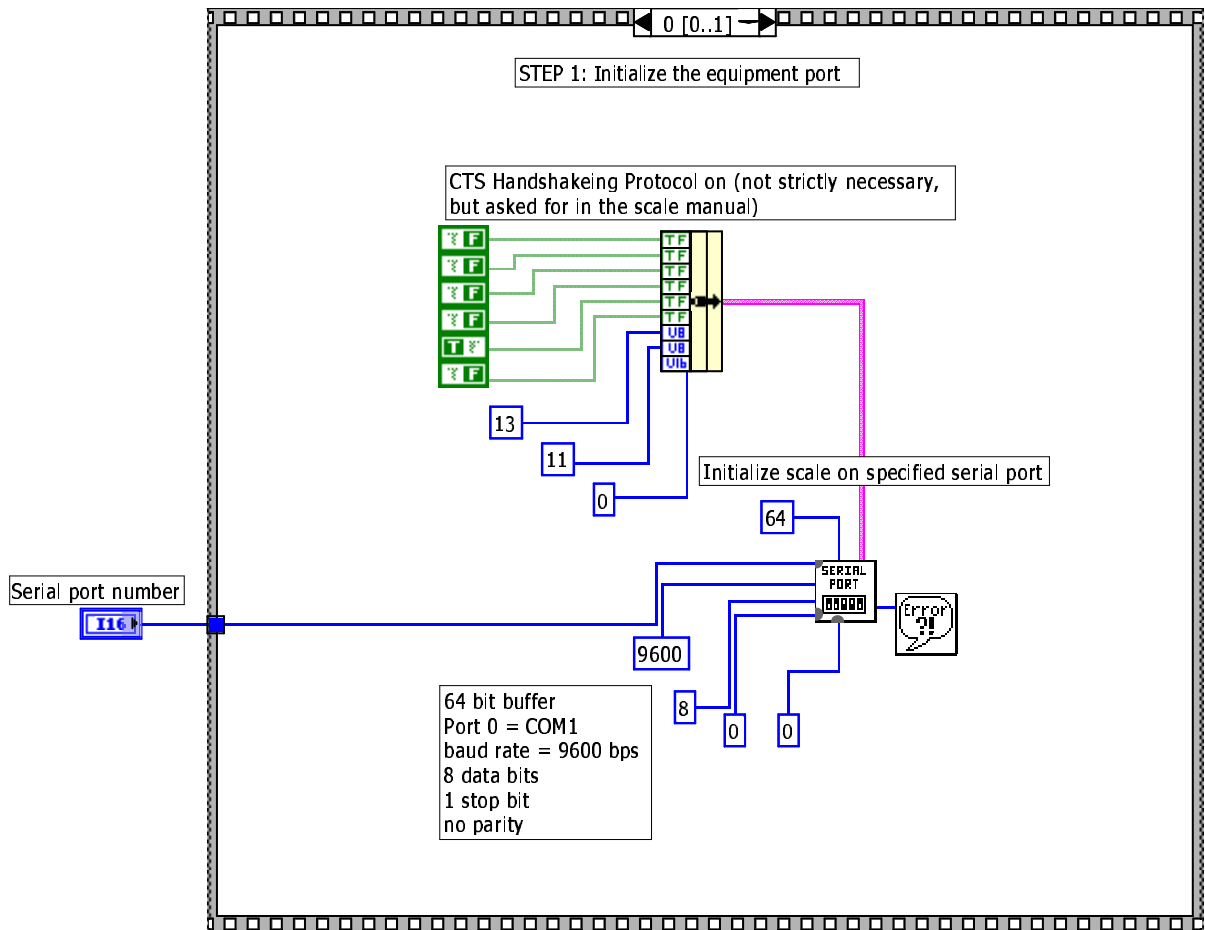 0 [0..1]
STEP 1: Initialize the equipment port
CTS Handshakeing Protocol on (not strictly necessary,
but asked for in the scale manual)
F
F
F
F
T
F
TF
TF
TF
TF
TF
TF
U8
U8
U16
13
11
0
Initialize scale on specified serial port
64
Serial port number
I16
SERIAL
PORT
Error
?!
9600
8
0
0
64 bit buffer
Port 0 = COM1
baud rate = 9600 bps
8 data bits
1 stop bit
no parity